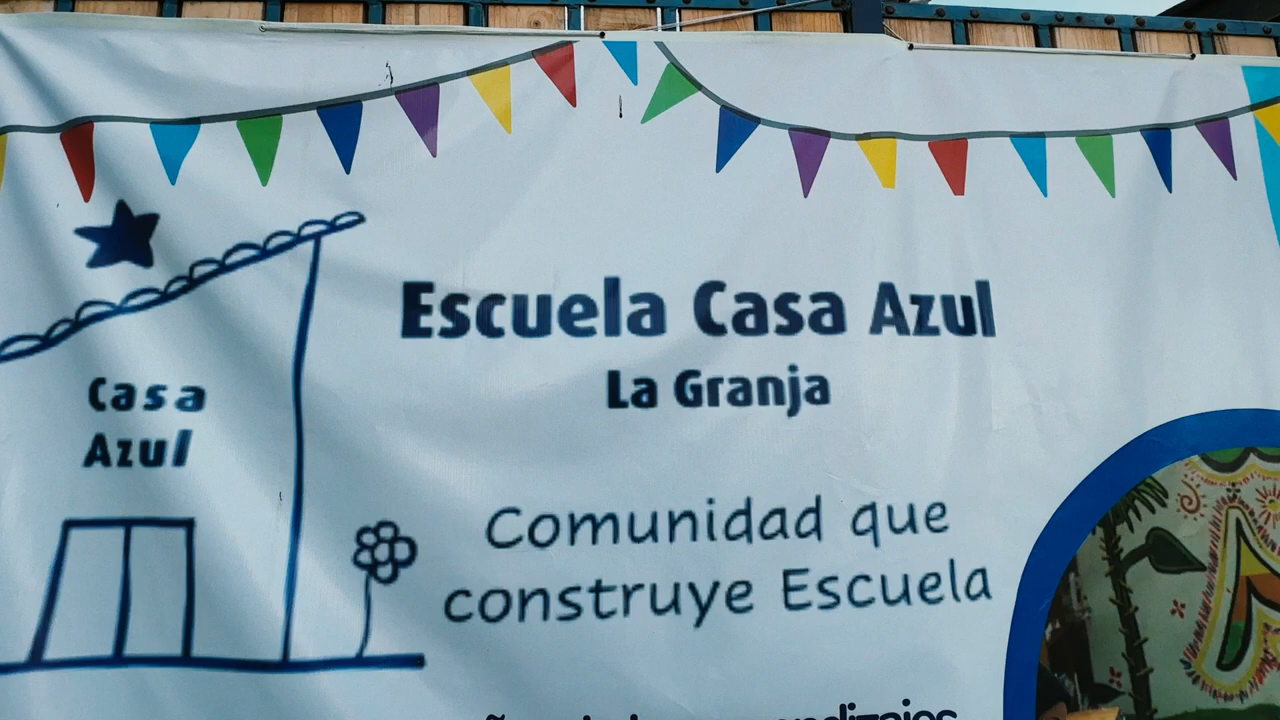 Escuela Casa Azul
La Granja
Casa
Azul
Comunidad que
construye Escuela